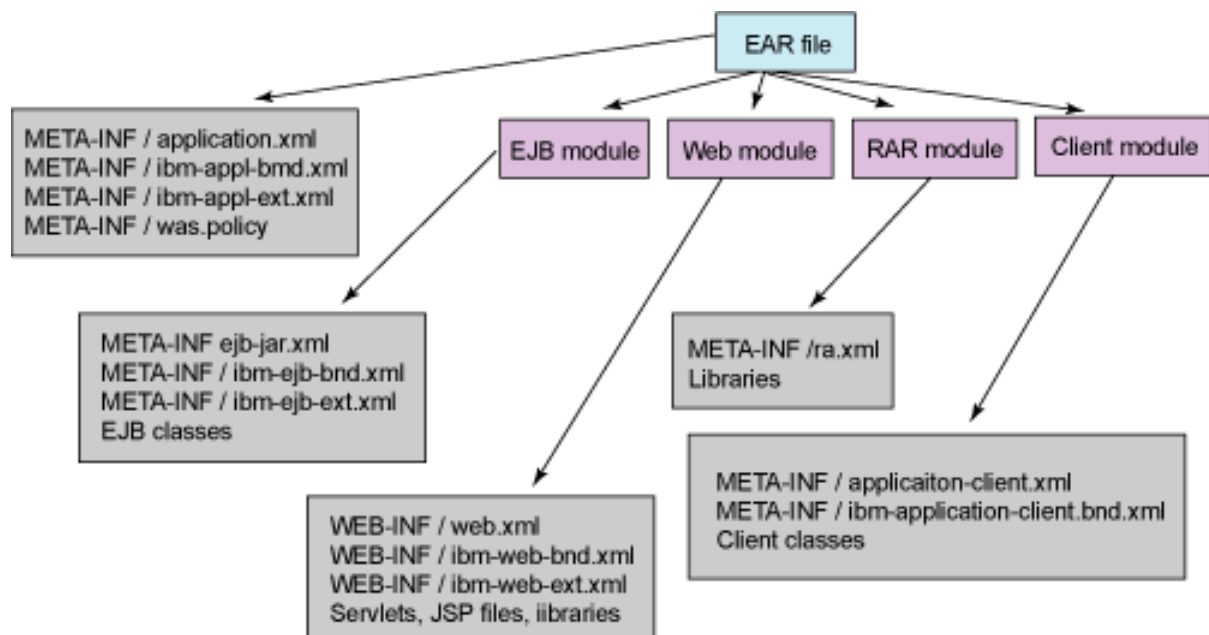 EAR file
META-INF / application.xml
META-INF / ibm-appl-bmd.xml
META-INF / ibm-appl-ext.xml
META-INF / was.policy
EJB module
Web module
RAR module
Client module
META-INF ejb-jar.xml
META-INF / ibm-ejb-bnd.xml
META-INF / ibm-ejb-ext.xml
EJB classes
META-INF /ra.xml
Libraries
META-INF / applicaiton-client.xml
META-INF / ibm-application-client.bnd.xml
Client classes
WEB-INF / web.xml
WEB-INF / ibm-web-bnd.xml
WEB-INF / ibm-web-ext.xml
Servlets, JSP files, iibraries